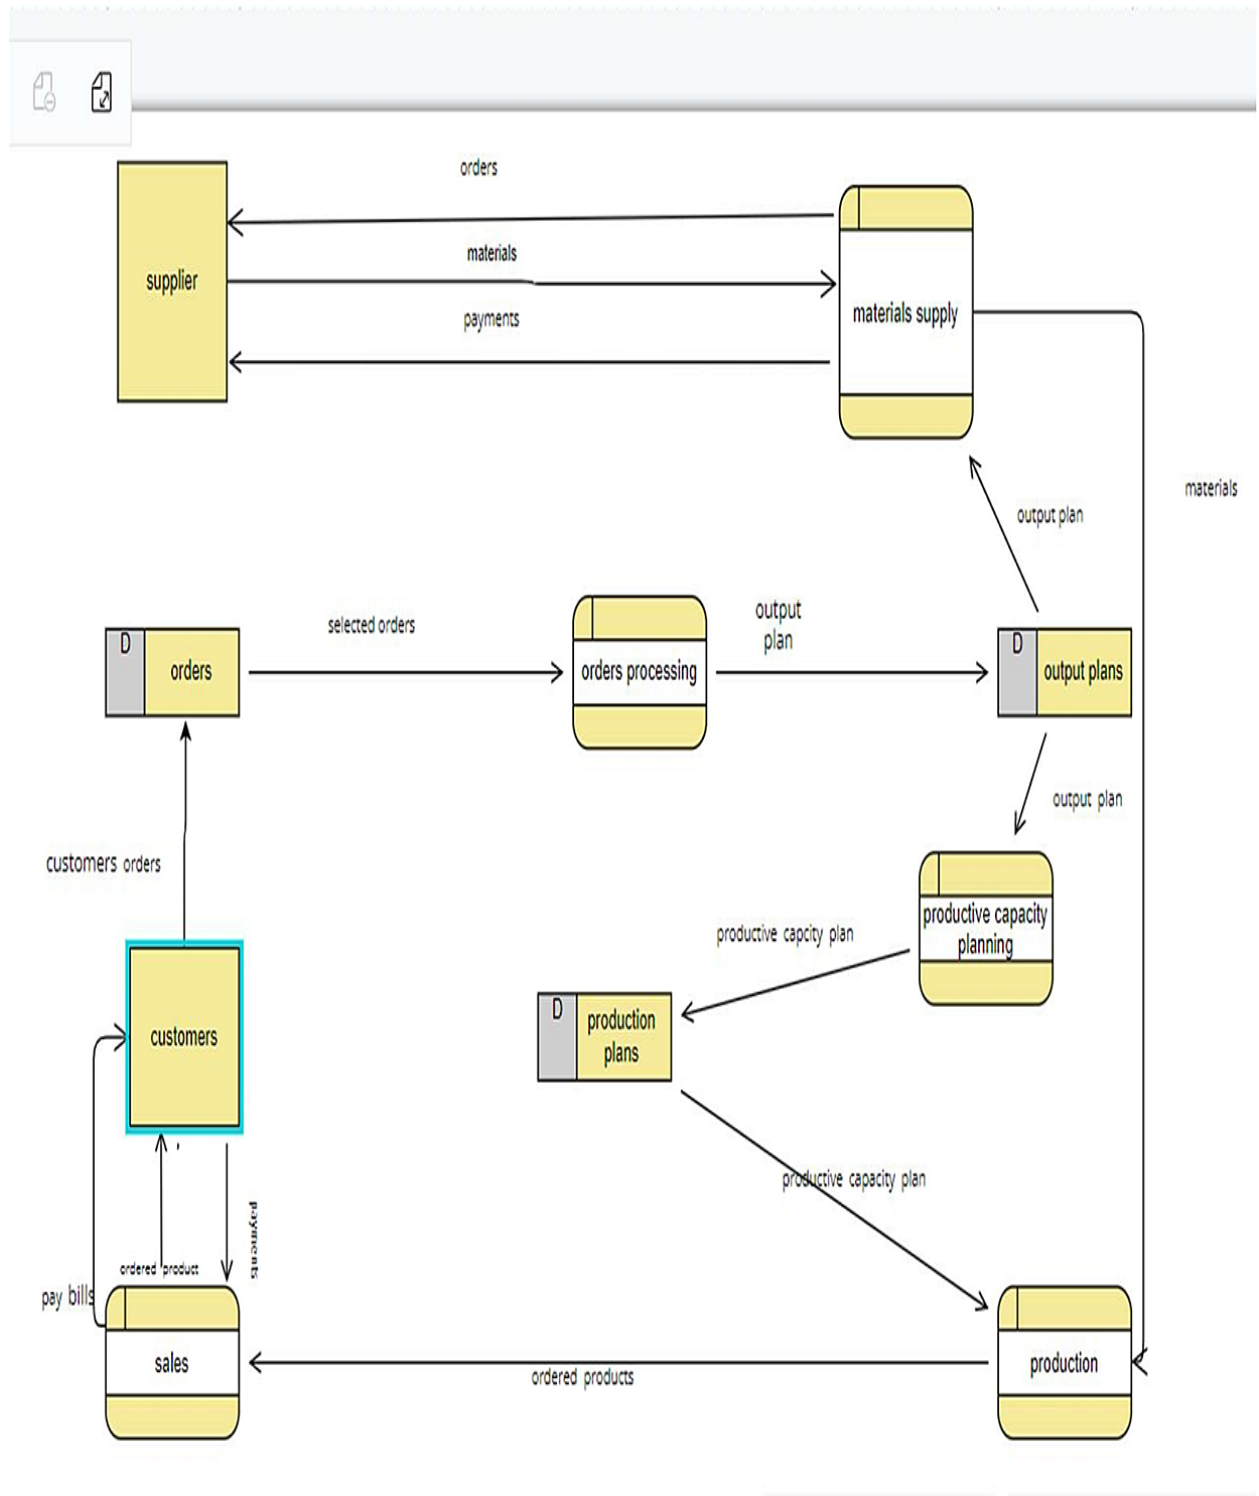 orders
materials
supplier
materials supply
payments
materials
output plan
selected orders
output
plan
D
orders
orders processing
D
output plans
output plan
customers orders
productive capacity
planning
productive capcity plan
D
production
plans
customers
productive capacity plan
payments
ordered product
pay bills
sales
production
ordered products